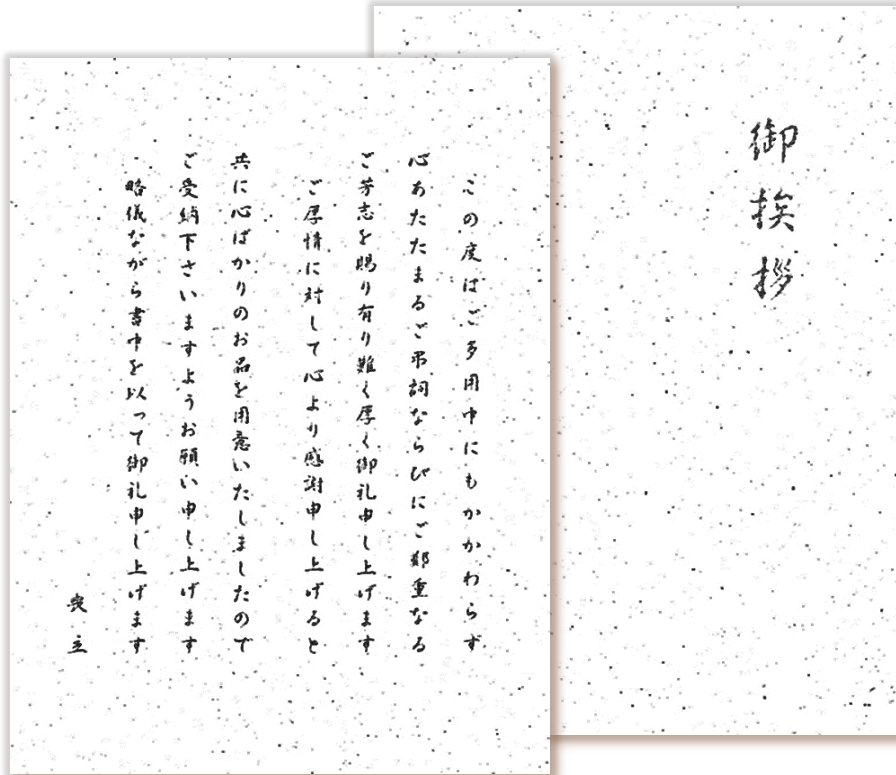 御挨拶
この度はご多用中にもかかわらず
心あたたまるご弔詞ならびにご鄭重なる
ご芳志を賜り有り難く厚く御礼申し上げます
ご厚情に対して心より感謝申し上げると
共に心ばかりのお品を用意いたしましたので
ご受納下さいますようお願い申し上げます
略儀ながら書中を以って御礼申し上げます
喪主